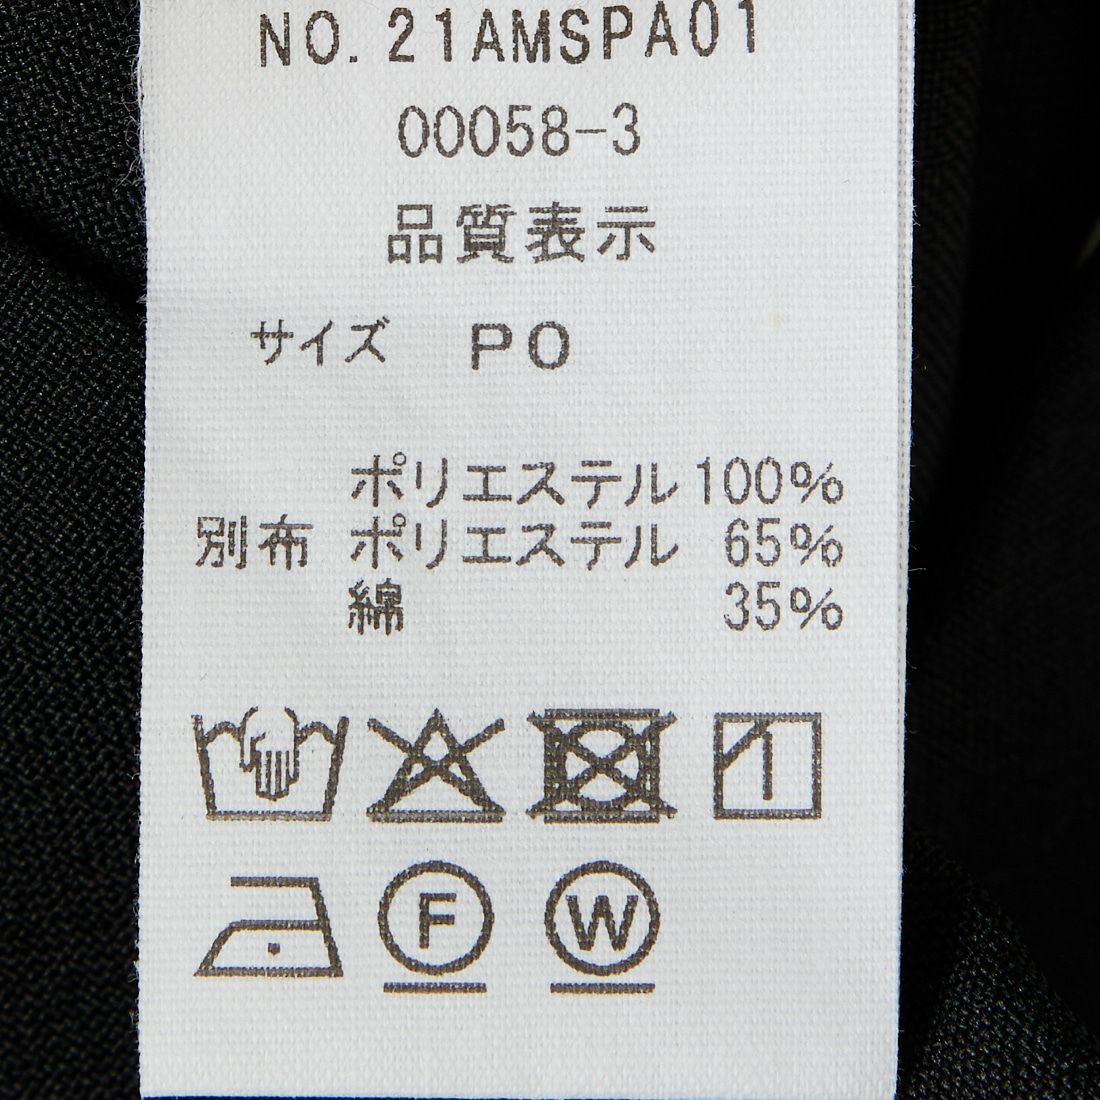 NO. 21AMSPA01
00058-3
品質表示
サイズ PO
ポリエステル 100%
別布 ポリエステル 65%
綿 35%
F W